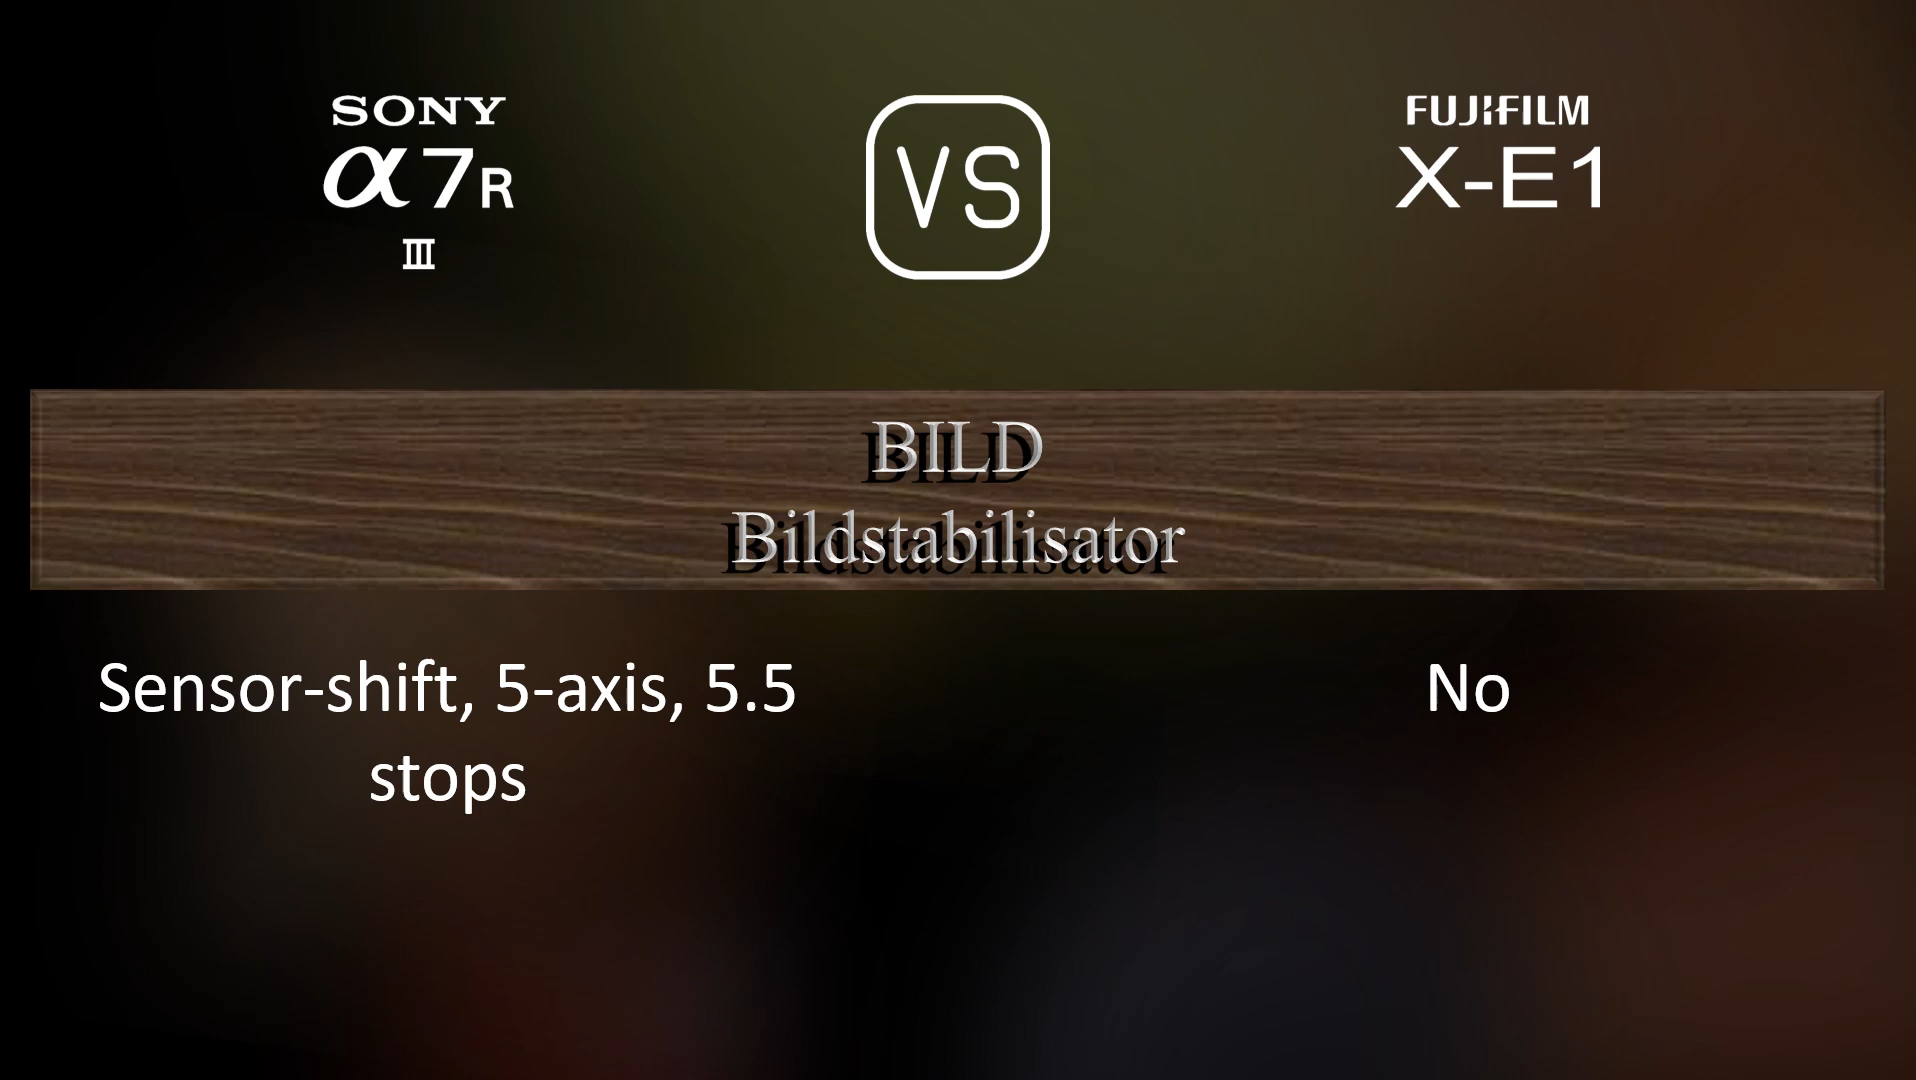 SONY
α7R
III
VS
FUJIFILM
X-E1
BILD
Bildstabilisator
Sensor-shift, 5-axis, 5.5
stops
No